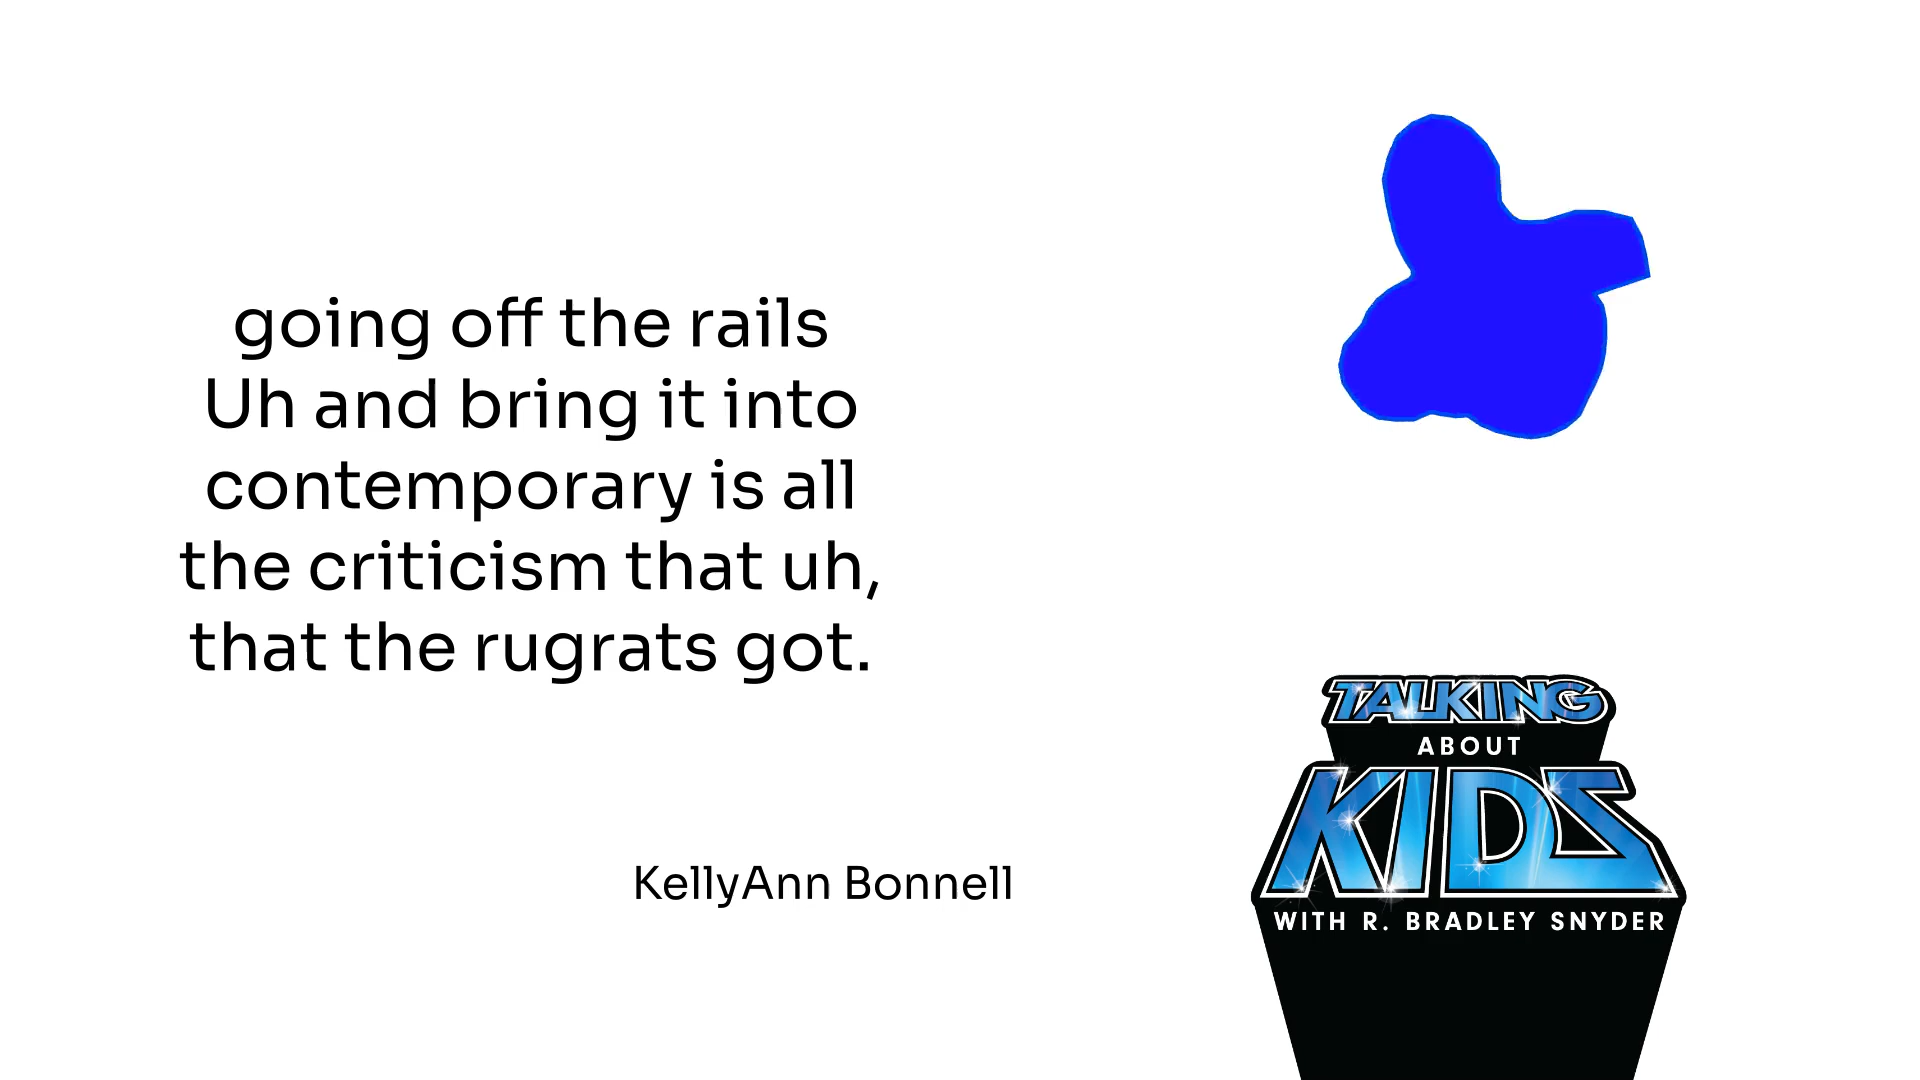 going off the rails
Uh and bring it into
contemporary is all
the criticism that uh,
that the rugrats got.
KellyAnn Bonnell
TALKING
ABOUT
KIDS
WITH R. BRADLEY SNYDER